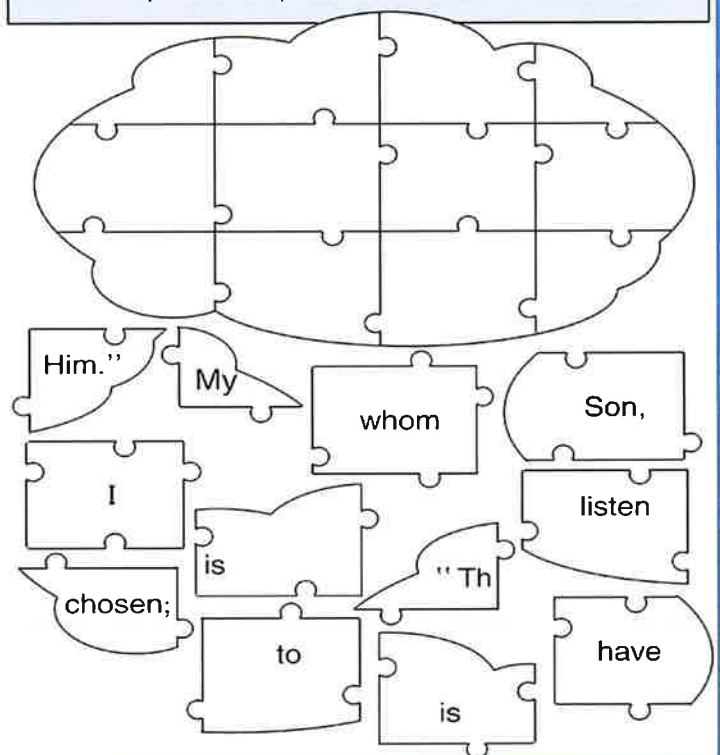 Him.”
My
whom
Son,
I
listen
is
“Th
chosen;
to
have
is